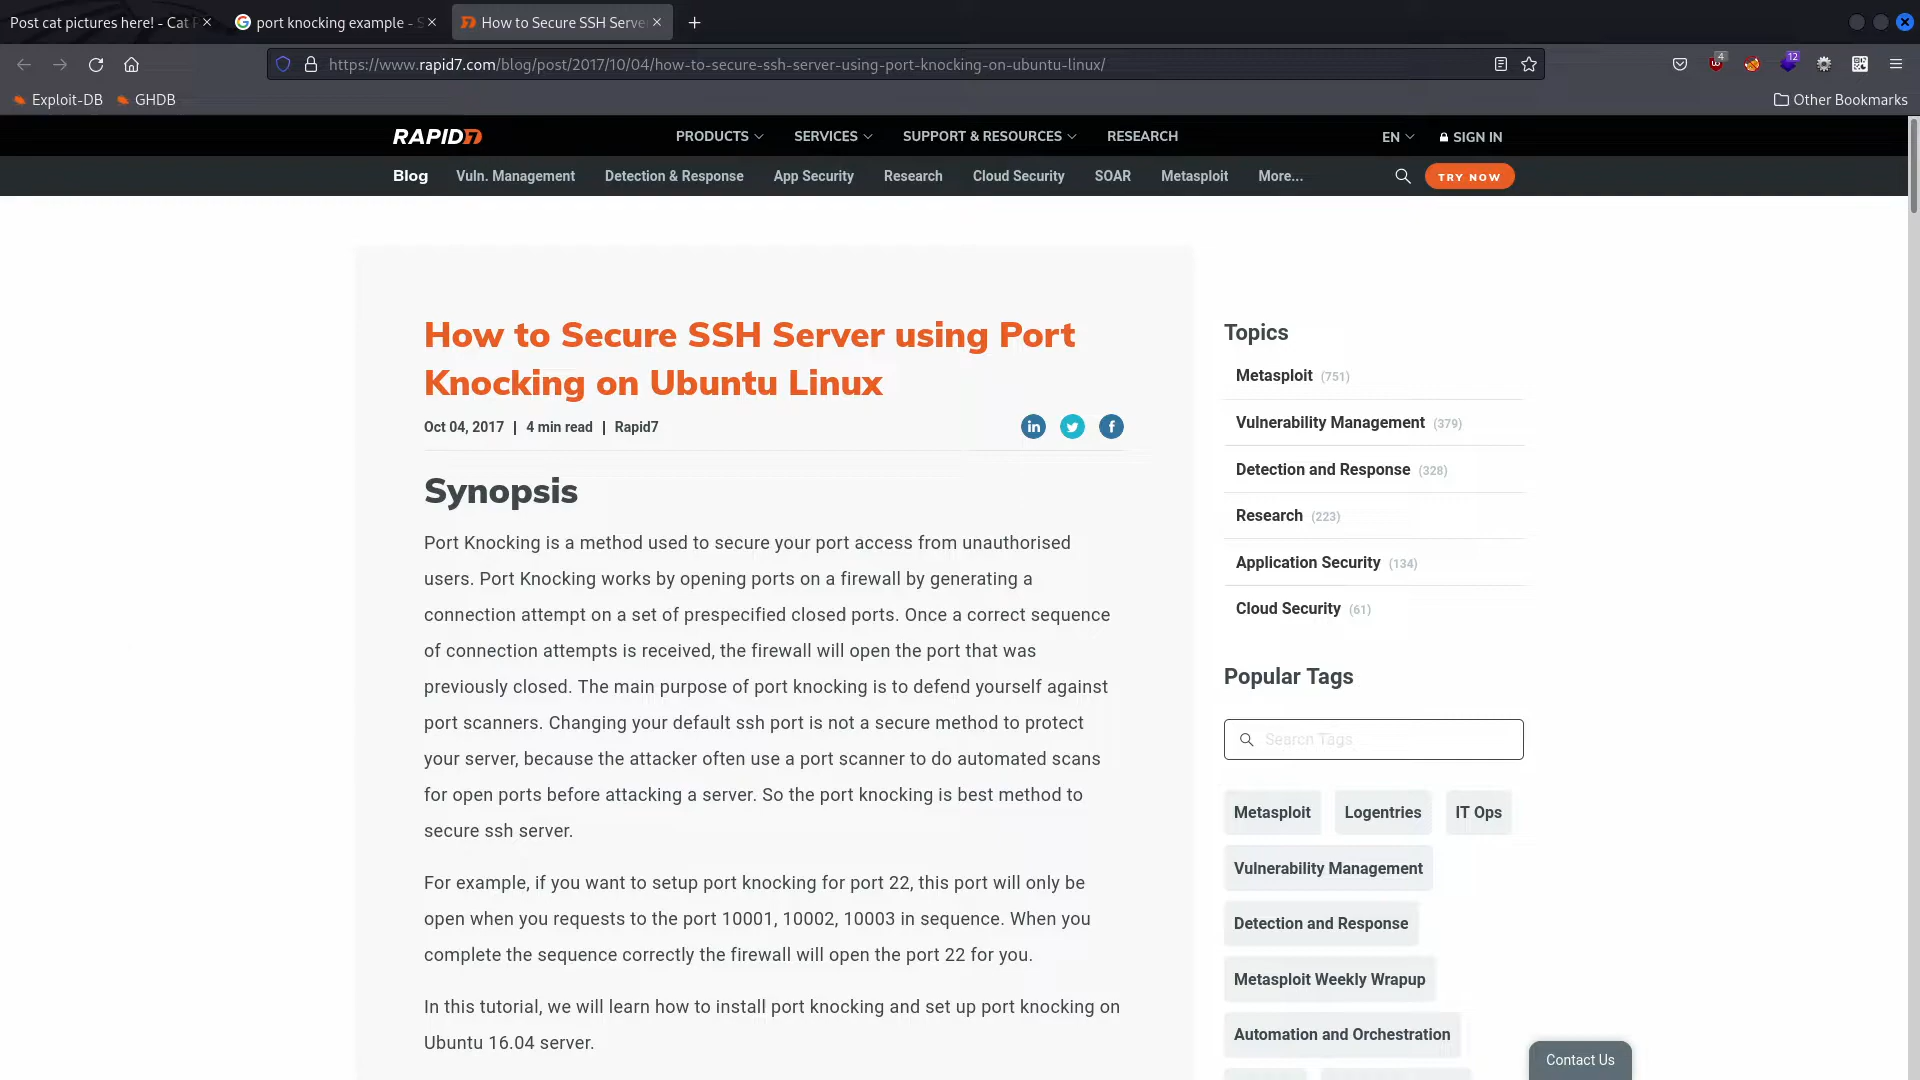 Post cat pictures here! - Cat
port knocking example -
How to Secure SSH Serve
https://www.rapid7.com/blog/post/2017/10/04/how-to-secure-ssh-server-using-port-knocking-on-ubuntu-linux/
4
12
Exploit-DB
GHDB
Other Bookmarks
RAPID7
PRODUCTS
SERVICES
SUPPORT & RESOURCES
RESEARCH
EN
SIGN IN
Blog
Vuln. Management
Detection & Response
App Security
Research
Cloud Security
SOAR
Metasploit
More...
TRY NOW
How to Secure SSH Server using Port
Knocking on Ubuntu Linux
Oct 04, 2017 | 4 min read | Rapid7
Synopsis
Port Knocking is a method used to secure your port access from unauthorised
users. Port Knocking works by opening ports on a firewall by generating a
connection attempt on a set of prespecified closed ports. Once a correct sequence
of connection attempts is received, the firewall will open the port that was
previously closed. The main purpose of port knocking is to defend yourself against
port scanners. Changing your default ssh port is not a secure method to protect
your server, because the attacker often use a port scanner to do automated scans
for open ports before attacking a server. So the port knocking is best method to
secure ssh server.
For example, if you want to setup port knocking for port 22, this port will only be
open when you requests to the port 10001, 10002, 10003 in sequence. When you
complete the sequence correctly the firewall will open the port 22 for you.
In this tutorial, we will learn how to install port knocking and set up port knocking on
Ubuntu 16.04 server.
Topics
Metasploit (751)
Vulnerability Management (379)
Detection and Response (328)
Research (223)
Application Security (134)
Cloud Security (61)
Popular Tags
Search Tags
Metasploit
Logentries
IT Ops
Vulnerability Management
Detection and Response
Metasploit Weekly Wrapup
Automation and Orchestration
Contact Us